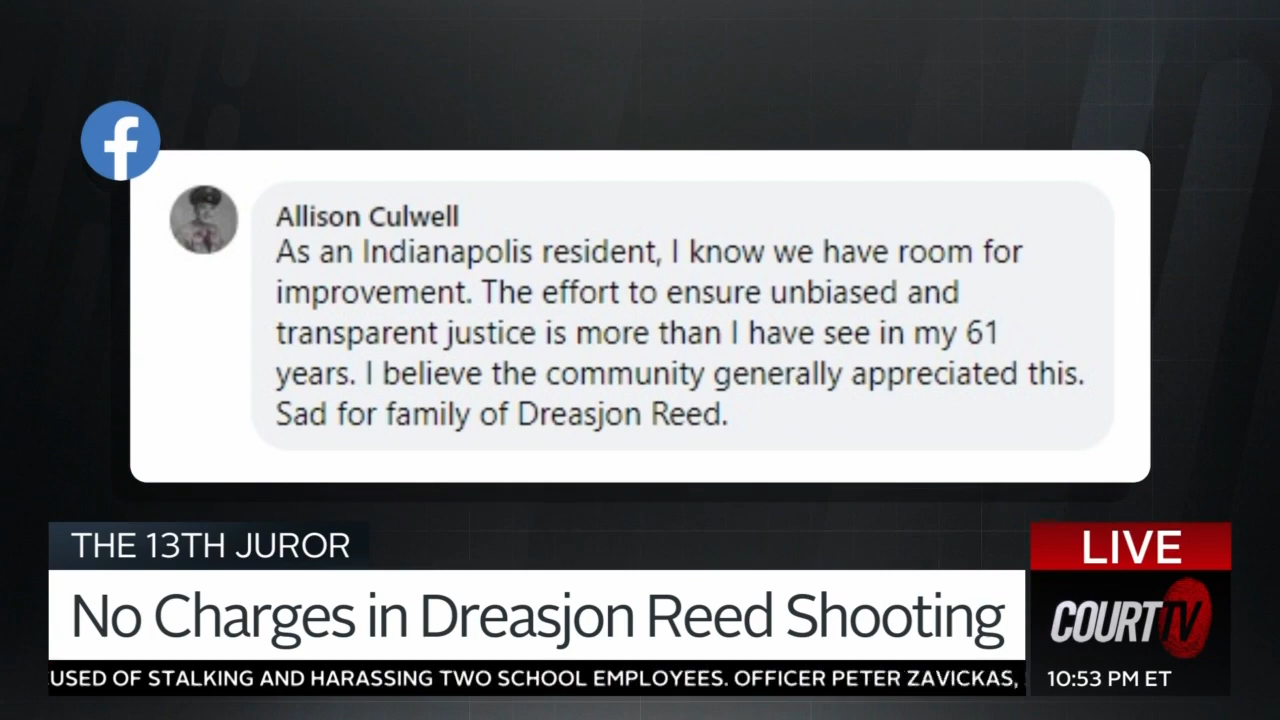 Allison Culwell
As an Indianapolis resident, I know we have room for
improvement. The effort to ensure unbiased and
transparent justice is more than I have see in my 61
years. I believe the community generally appreciated this.
Sad for family of Dreasjon Reed.
THE 13TH JUROR
No Charges in Dreasjon Reed Shooting
USED OF STALKING AND HARASSING TWO SCHOOL EMPLOYEES. OFFICER PETER ZAVICKAS,
LIVE
COURT TV
10:53 PM ET